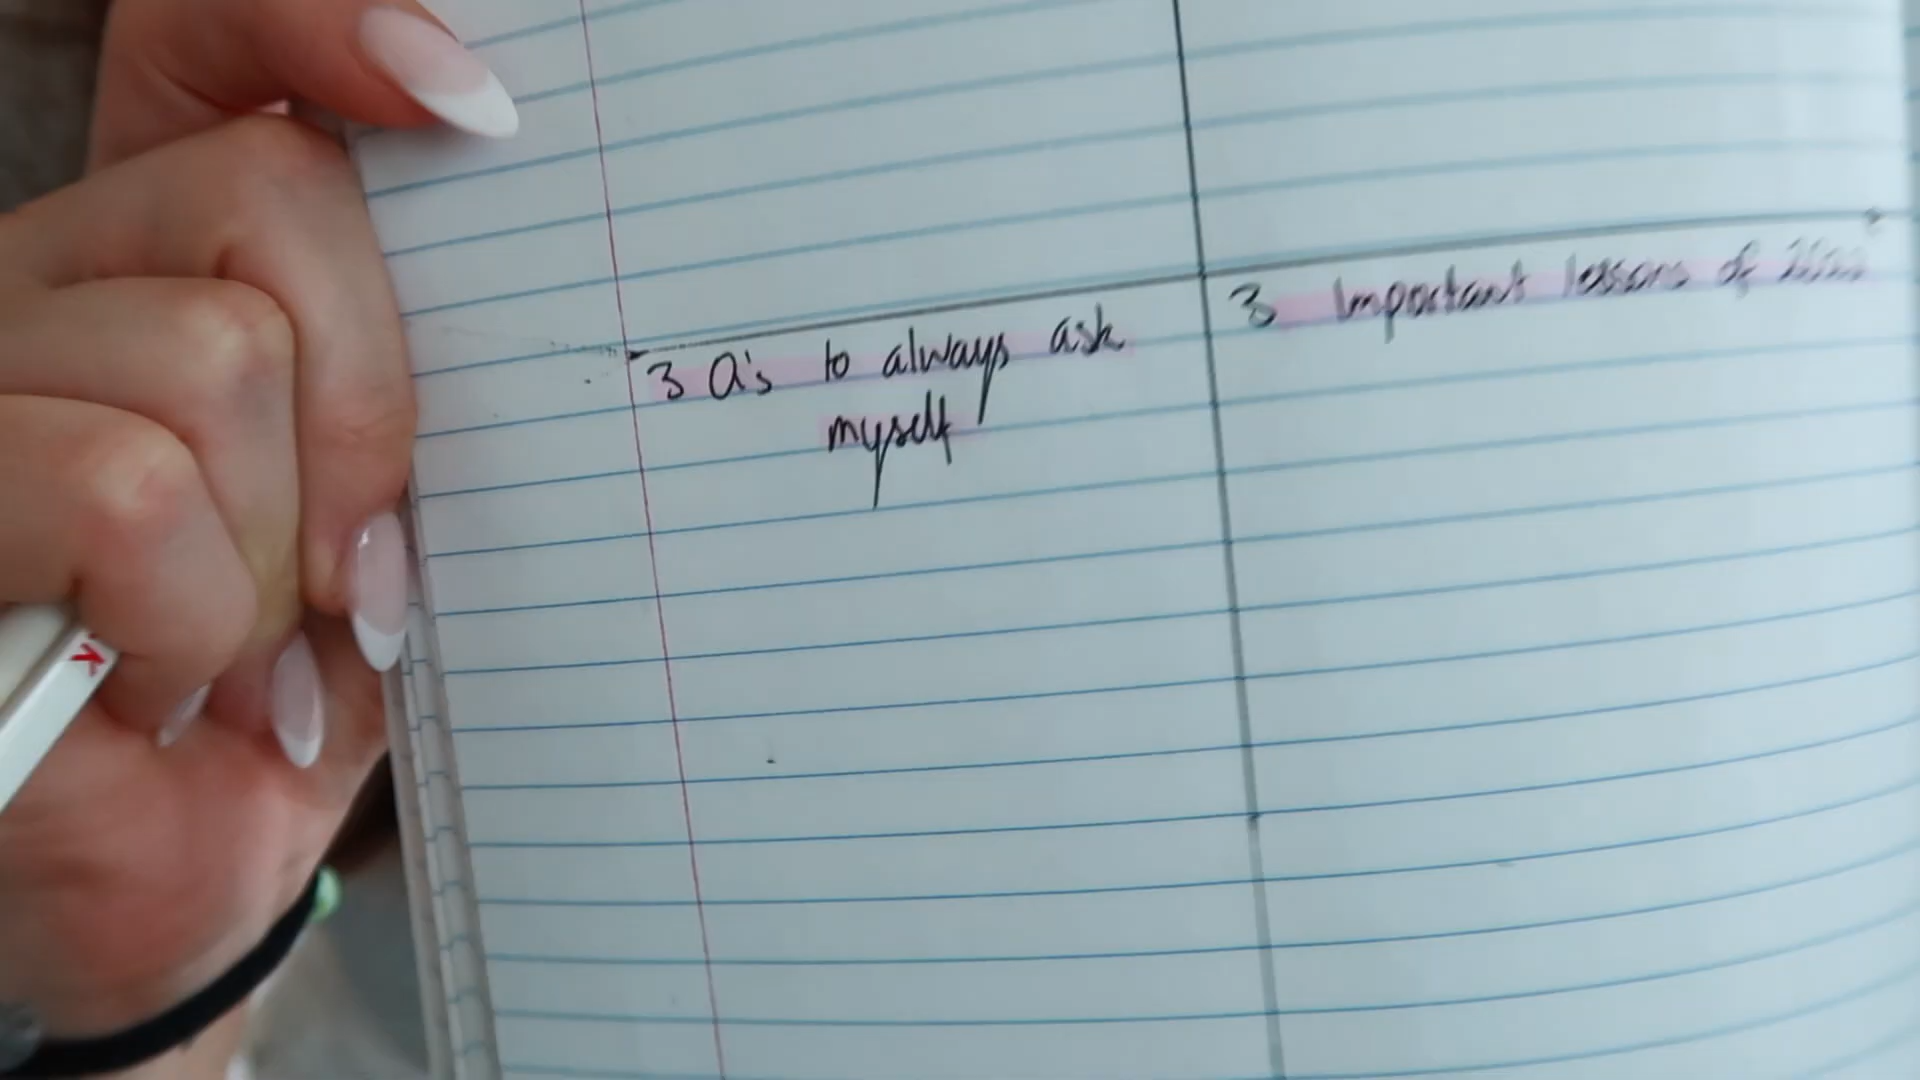 3 Q's to always ask
myself
3 Important lessons of
K